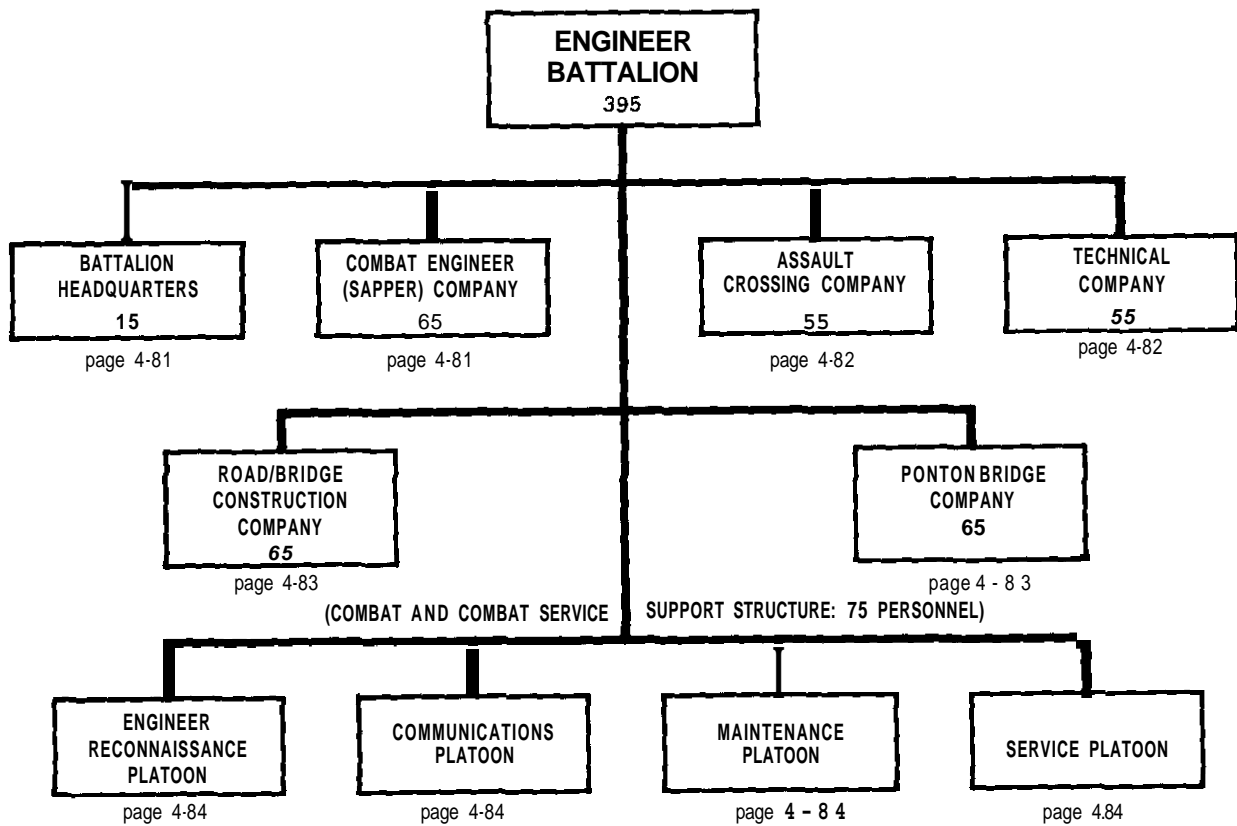 ENGINEER
BATTALION
395
BATTALION
HEADQUARTERS
15
page 4-81
COMBAT ENGINEER
(SAPPER) COMPANY
65
page 4-81
ASSAULT
CROSSING COMPANY
55
page 4-82
TECHNICAL
COMPANY
55
page 4-82
ROAD/BRIDGE
CONSTRUCTION
COMPANY
65
page 4-83
PONTON BRIDGE
COMPANY
65
page 4 - 8 3
(COMBAT AND COMBAT SERVICE SUPPORT STRUCTURE: 75 PERSONNEL)
ENGINEER
RECONNAISSANCE
PLATOON
page 4-84
COMMUNICATIONS
PLATOON
page 4-84
MAINTENANCE
PLATOON
page 4 – 8 4
SERVICE PLATOON
page 4.84